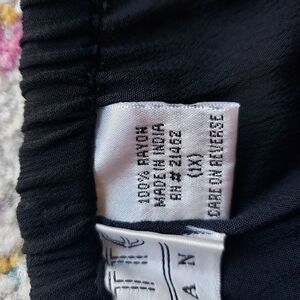 100% RAYON
MADE IN INDIA
RN # 21462
(1X)
CARE ON REVERSE
A N